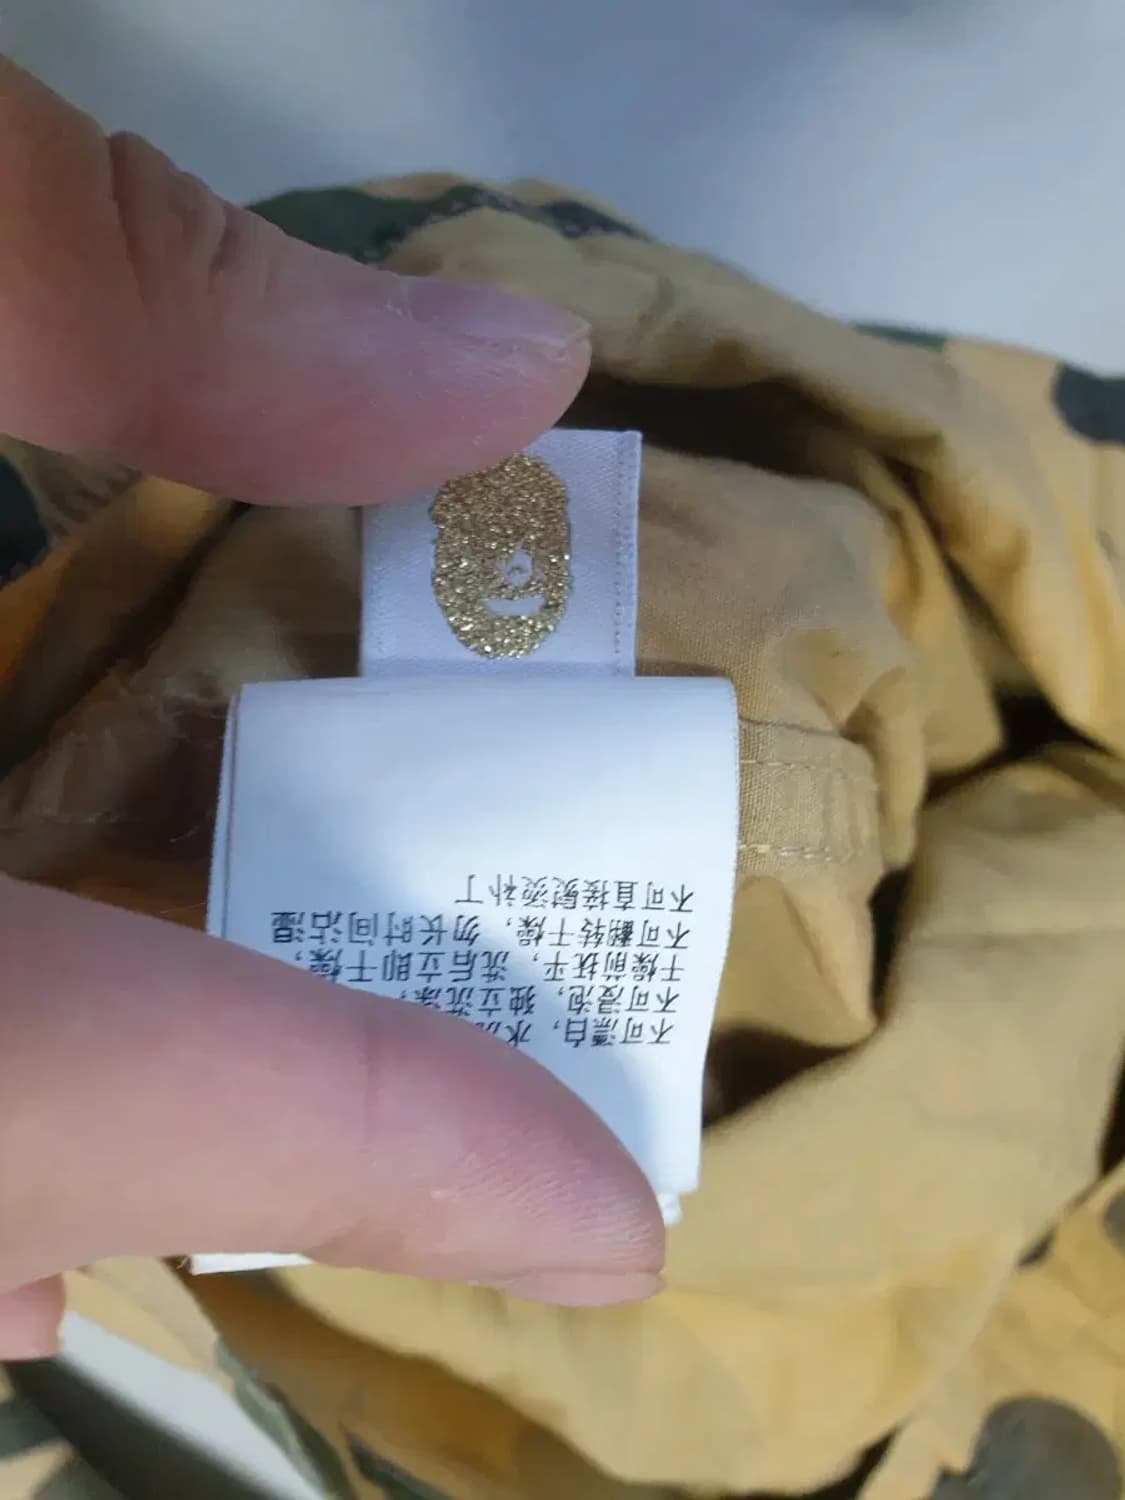 不可漂白，水
不可浸泡，独立洗涤，
干燥前抚平，洗后立即干燥，
不可翻转干燥，勿长时间沾湿
不可直接熨烫补丁